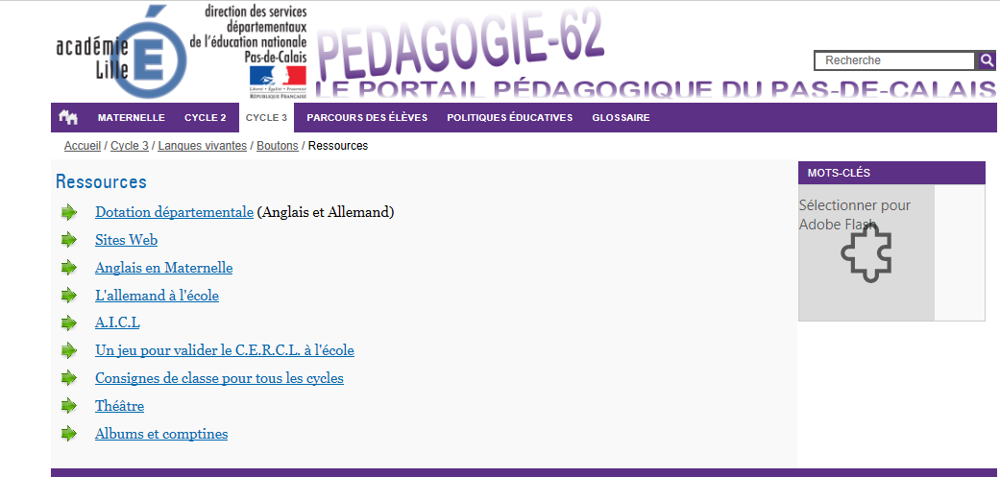 académie
Lille
direction des services
départementaux
de l'éducation nationale
Pas-de-Calais
Liberté • Égalité • Fraternité
RÉPUBLIQUE FRANÇAISE
PEDAGOGIE-62
LE PORTAIL PÉDAGOGIQUE DU PAS-DE-CALAIS
Recherche
MATERNELLE CYCLE 2 CYCLE 3 PARCOURS DES ÉLÈVES POLITIQUES ÉDUCATIVES GLOSSAIRE
Accueil / Cycle 3 / Langues vivantes / Boutons / Ressources
Ressources
Dotation départementale (Anglais et Allemand)
Sites Web
Anglais en Maternelle
L'allemand à l'école
A.I.C.L
Un jeu pour valider le C.E.R.C.L. à l'école
Consignes de classe pour tous les cycles
Théâtre
Albums et comptines
MOTS-CLÉS
Sélectionner pour
Adobe Flash